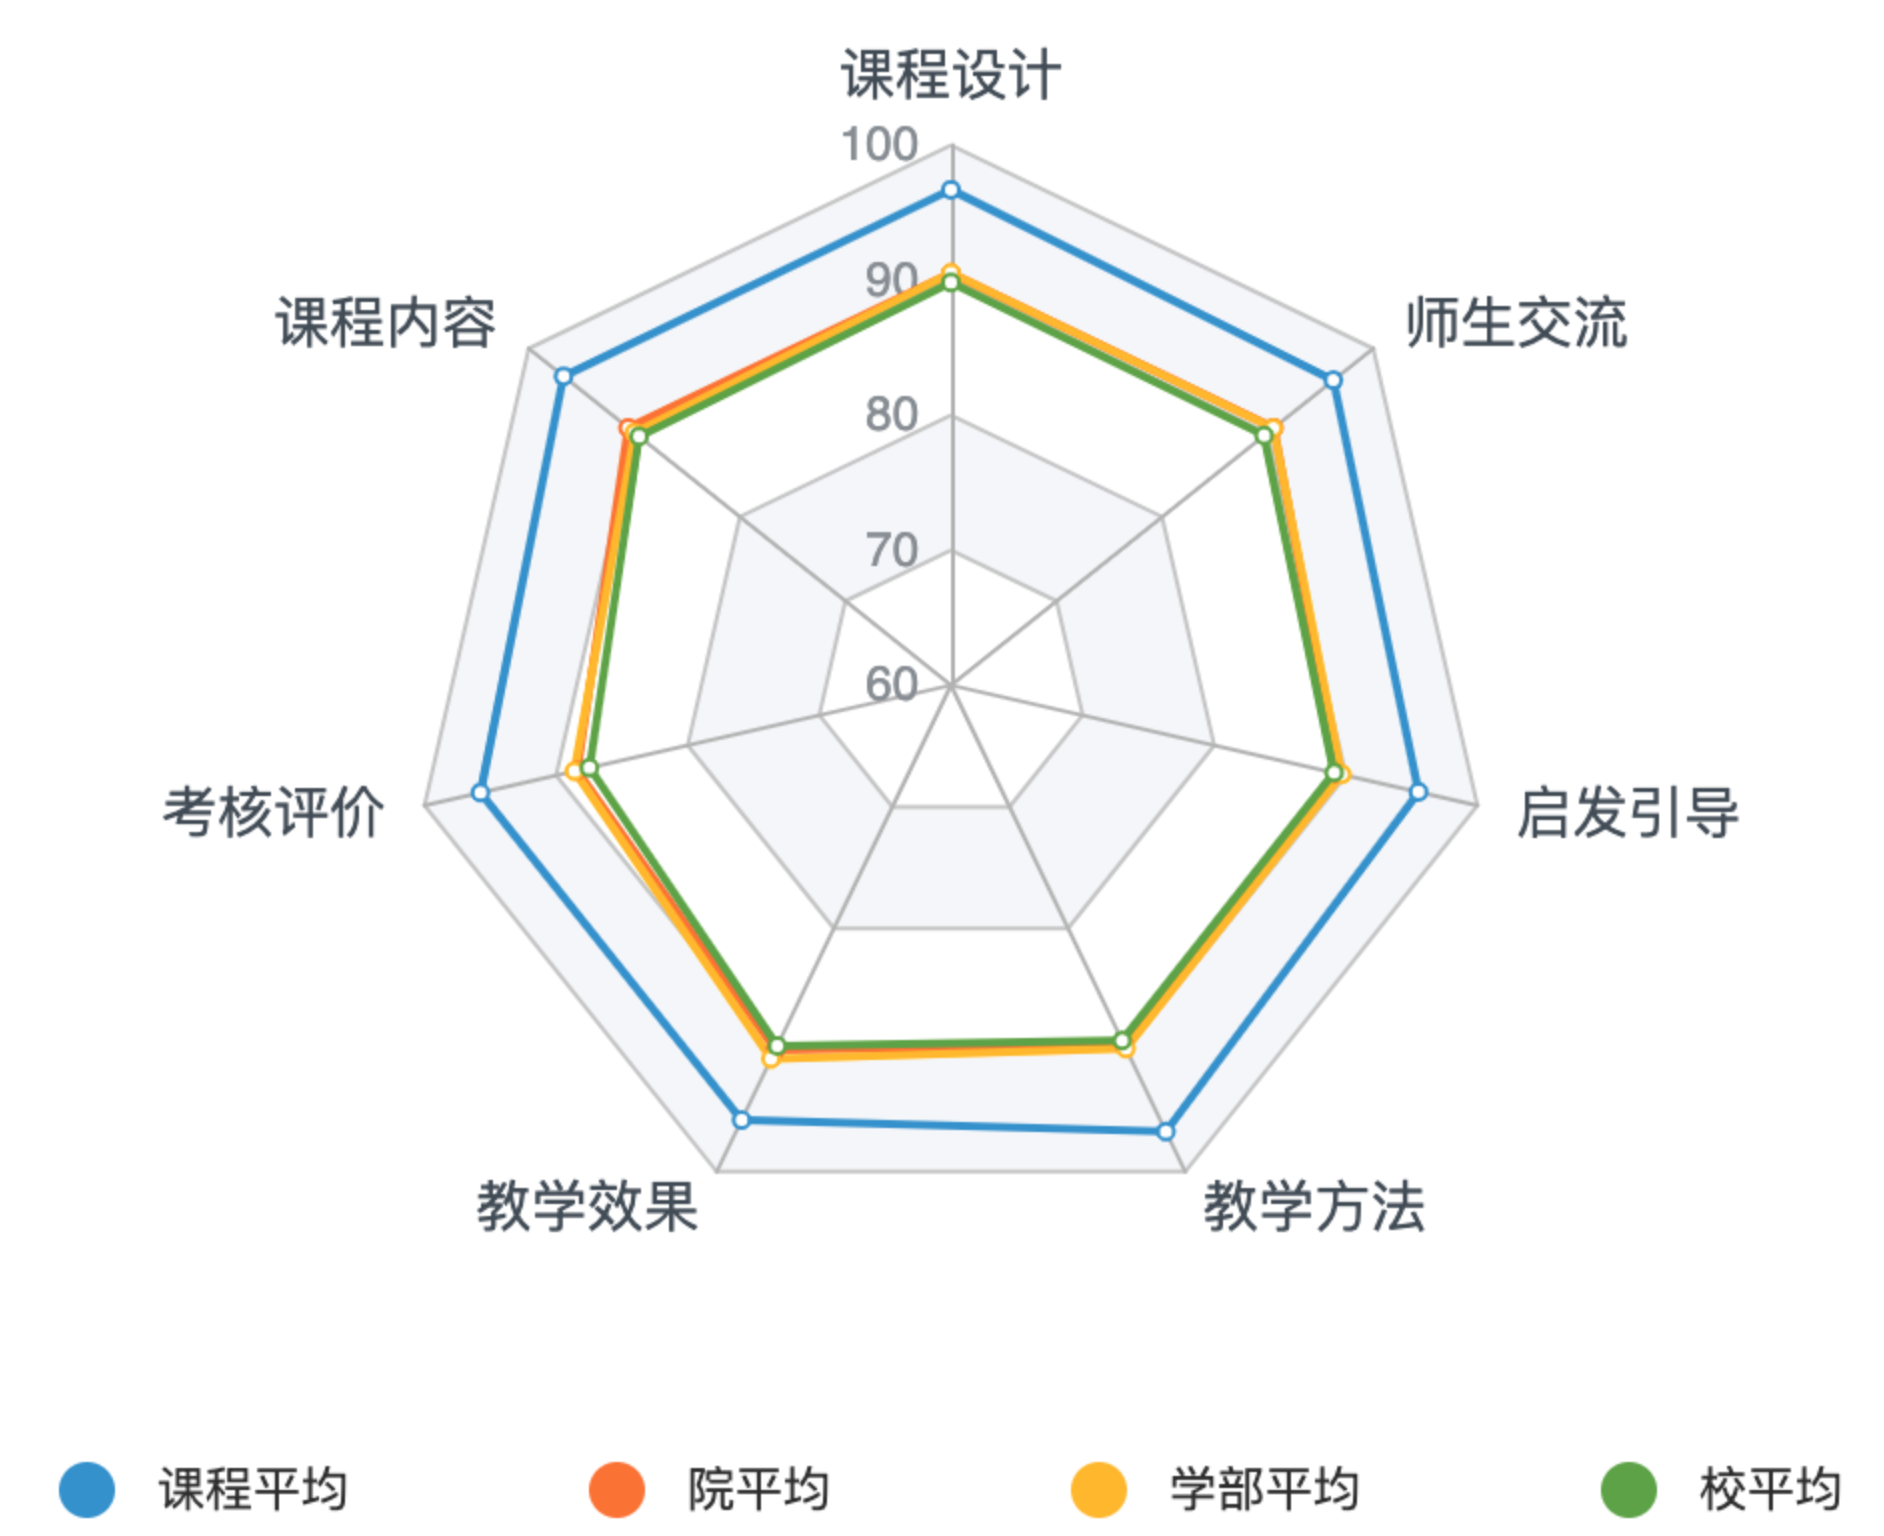 课程设计
100
90
80
70
60
课程内容
师生交流
考核评价
启发引导
教学效果
教学方法
课程平均
院平均
学部平均
校平均